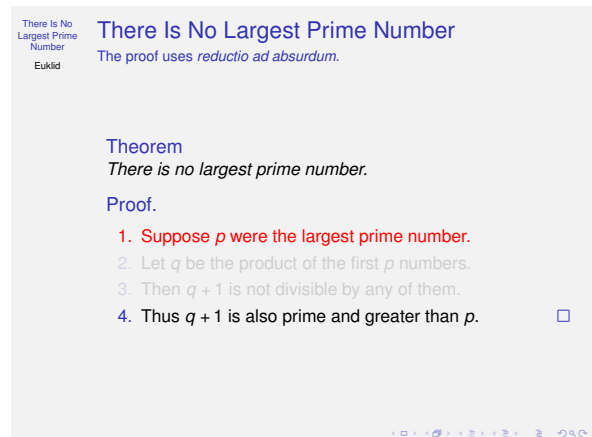 There Is No
Largest Prime
Number
Euklid
There Is No Largest Prime Number
The proof uses reductio ad absurdum.
Theorem
There is no largest prime number.
Proof.
1. Suppose p were the largest prime number.
2. Let q be the product of the first p numbers.
3. Then q + 1 is not divisible by any of them.
4. Thus q + 1 is also prime and greater than p.